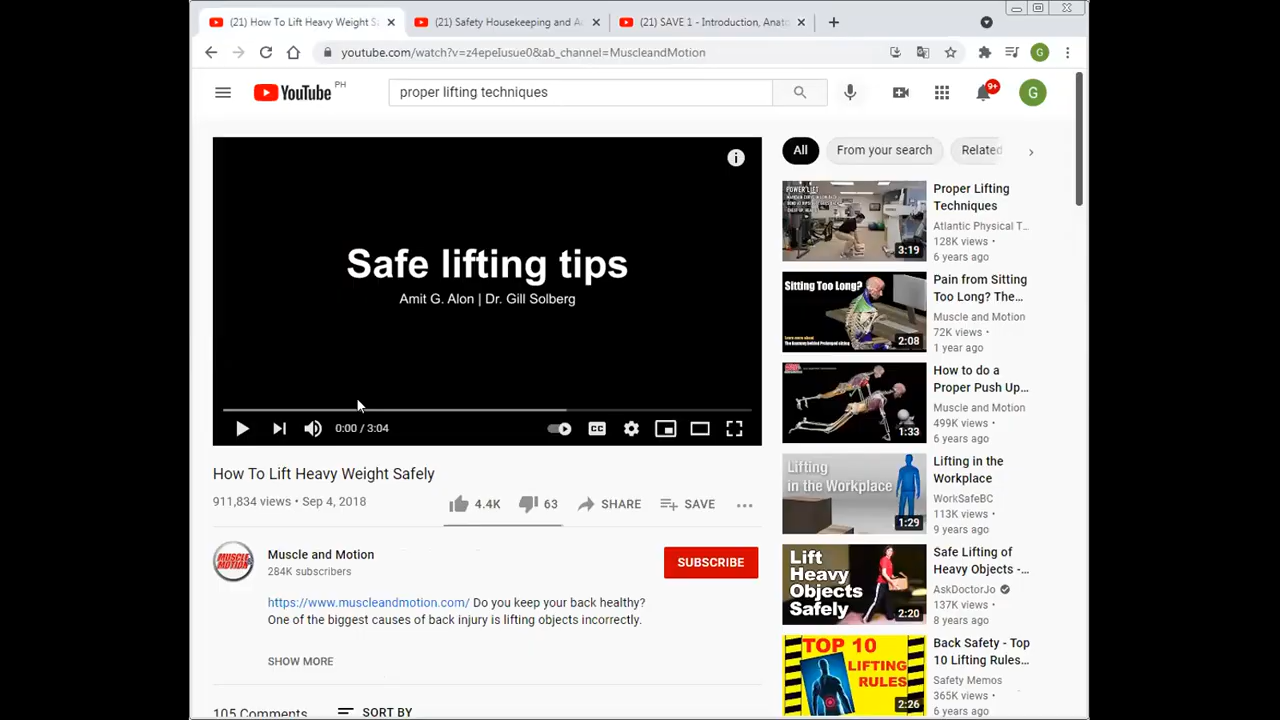 (21) How To Lift Heavy Weight Sa
(21) Safety Housekeeping and Ac
(21) SAVE 1 - Introduction, Anato
youtube.com/watch?v=z4epeIusue0&ab_channel=MuscleandMotion
G
YouTube PH
proper lifting techniques
9+
G
Safe lifting tips
Amit G. Alon | Dr. Gill Solberg
0:00 / 3:04
How To Lift Heavy Weight Safely
911,834 views • Sep 4, 2018
4.4K
63
SHARE
SAVE
MUSCLE
MOTION
Muscle and Motion
284K subscribers
SUBSCRIBE
https://www.muscleandmotion.com/ Do you keep your back healthy?
One of the biggest causes of back injury is lifting objects incorrectly.
SHOW MORE
105 Comments
SORT BY
All
From your search
Related
POWER LIFT
3:19
Proper Lifting
Techniques
Atlantic Physical T...
128K views •
6 years ago
Sitting Too Long?
2:08
Pain from Sitting
Too Long? The...
Muscle and Motion
72K views •
1 year ago
1:33
How to do a
Proper Push Up...
Muscle and Motion
499K views •
6 years ago
Lifting
in the Workplace
1:29
Lifting in the
Workplace
WorkSafeBC
113K views •
9 years ago
Lift
Heavy
Objects
Safely
2:20
Safe Lifting of
Heavy Objects -...
AskDoctorJo
137K views •
8 years ago
TOP 10
LIFTING
RULES
2:26
Back Safety - Top
10 Lifting Rules...
Safety Memos
365K views •
6 years ago